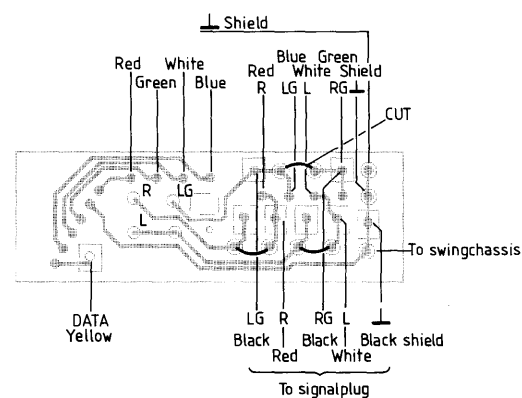 Shield
Blue Green
Red White Red White Shield
Green Blue R LG L RG
CUT
R LG
L
To swingchassis
DATA
Yellow
LG R RG L
Black Black Black shield
Red White
To signalplug